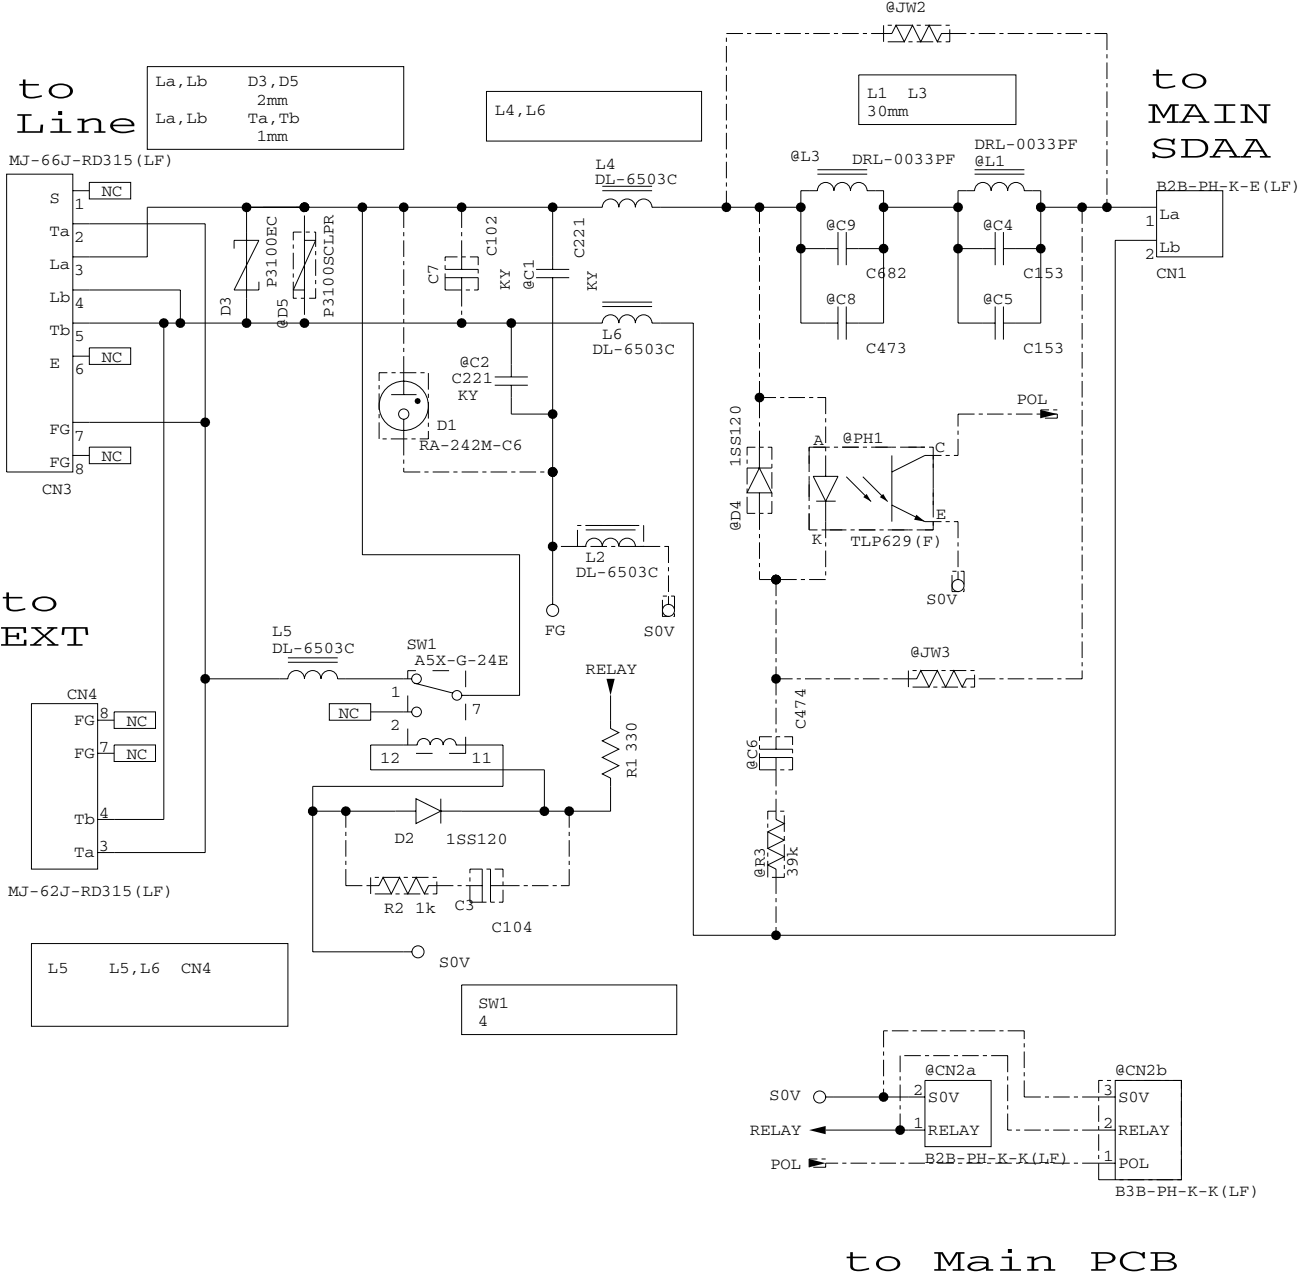 @JW2
to
Line
La,Lb D3,D5
2mm
La,Lb Ta,Tb
1mm
L4,L6
L1 L3
30mm
to
MAIN
SDAA
MJ-66J-RD315(LF)
S
1
NC
Ta
2
La
3
Lb
4
Tb
5
E
6
NC
FG
7
FG
8
NC
CN3
D3
P3100EC
@D5
P3100SCLPR
C7
C102
KY
@C1
C221
KY
L4
DL-6503C
L6
DL-6503C
@C2
C221
KY
D1
RA-242M-C6
L2
DL-6503C
FG
S0V
@L3
DRL-0033PF
@C9
C682
@C8
C473
DRL-0033PF
@L1
@C4
C153
@C5
C153
B2B-PH-K-E(LF)
La
1
Lb
2
CN1
1SS120
@D4
A
@PH1
C
K
E
TLP629(F)
POL
S0V
@JW3
C474
@C6
@R3
39k
to
EXT
CN4
FG
8
NC
FG
7
NC
Tb
4
Ta
3
MJ-62J-RD315(LF)
L5
DL-6503C
SW1
A5X-G-24E
1
7
NC
2
12
11
RELAY
R1 330
D2
1SS120
R2 1k
C3
C104
S0V
L5 L5,L6 CN4
SW1
4
@CN2a
S0V
2
S0V
RELAY
1
RELAY
B2B-PH-K-K(LF)
POL
@CN2b
3
S0V
2
RELAY
1
POL
B3B-PH-K-K(LF)
to Main PCB